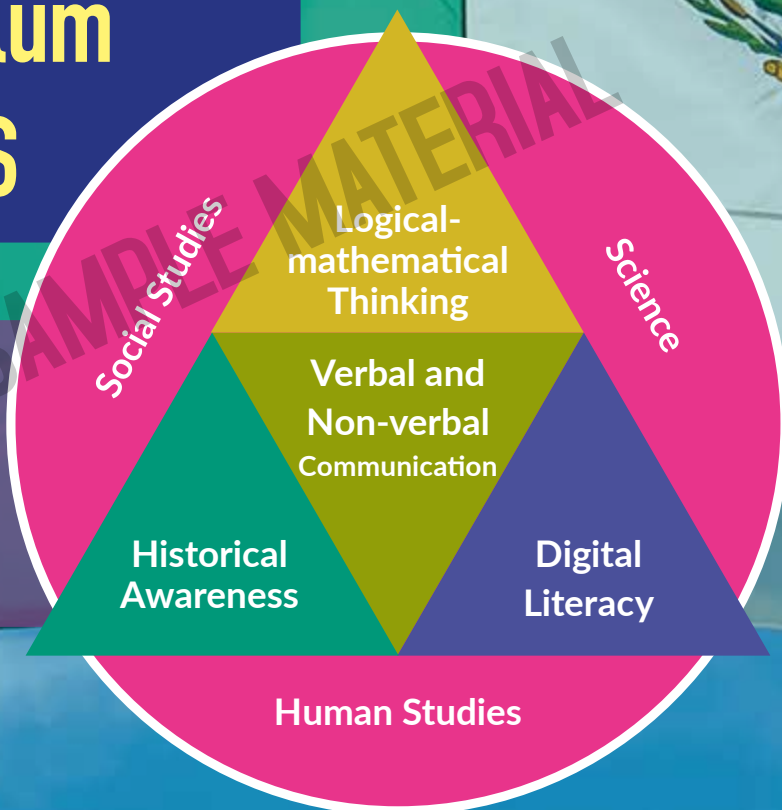 SAMPLE MATERIAL
Social Studies
Logical-
mathematical
Thinking
Science
Verbal and
Non-verbal
Communication
Historical
Awareness
Digital
Literacy
Human Studies